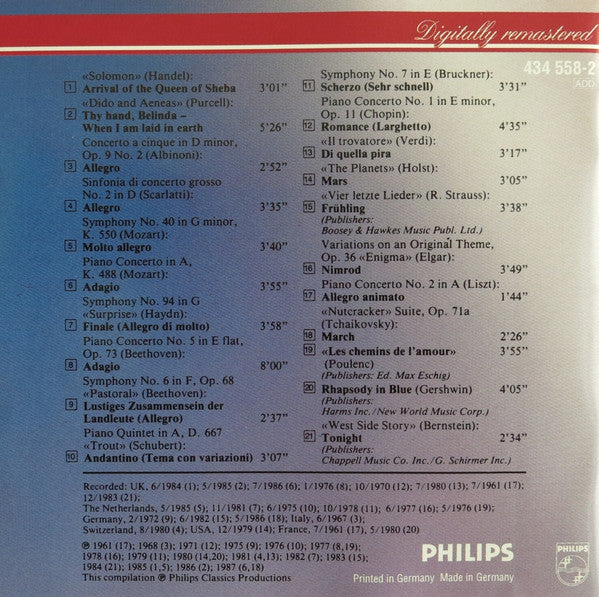 Digitally remastered
434 558-2
ADD
«Solomon» (Handel):
1 Arrival of the Queen of Sheba 3'01"
«Dido and Aeneas» (Purcell):
2 Thy hand, Belinda –
When I am laid in earth 5'26"
Concerto a cinque in D minor,
Op. 9 No. 2 (Albinoni):
3 Allegro 2'52"
Sinfonia di concerto grosso
No. 2 in D (Scarlatti):
4 Allegro 3'35"
Symphony No. 40 in G minor,
K. 550 (Mozart):
5 Molto allegro 3'40"
Piano Concerto in A,
K. 488 (Mozart):
6 Adagio 3'55"
Symphony No. 94 in G
«Surprise» (Haydn):
7 Finale (Allegro di molto) 3'58"
Piano Concerto No. 5 in E flat,
Op. 73 (Beethoven):
8 Adagio 8'00"
Symphony No. 6 in F, Op. 68
«Pastoral» (Beethoven):
9 Lustiges Zusammensein der
Landleute (Allegro) 2'37"
Piano Quintet in A, D. 667
«Trout» (Schubert):
10 Andantino (Tema con variazioni) 3'07"
Symphony No. 7 in E (Bruckner):
11 Scherzo (Sehr schnell) 3'31"
Piano Concerto No. 1 in E minor,
Op. 11 (Chopin):
12 Romance (Larghetto) 4'35"
«Il trovatore» (Verdi):
13 Di quella pira 3'17"
«The Planets» (Holst):
14 Mars 3'05"
«Vier letzte Lieder» (R. Strauss):
15 Frühling 3'38"
(Publishers:
Boosey & Hawkes Music Publ. Ltd.)
Variations on an Original Theme,
Op. 36 «Enigma» (Elgar):
16 Nimrod 3'49"
Piano Concerto No. 2 in A (Liszt):
17 Allegro animato 1'44"
«Nutcracker» Suite, Op. 71a
(Tchaikovsky):
18 March 2'26"
19 «Les chemins de l'amour» 3'55"
(Poulenc)
(Publishers: Ed. Max Eschig)
20 Rhapsody in Blue (Gershwin) 4'05"
(Publishers:
Harms Inc./New World Music Corp.)
«West Side Story» (Bernstein):
21 Tonight 2'34"
(Publishers:
Chappell Music Co. Inc./G. Schirmer Inc.)
Recorded: UK, 6/1984 (1); 5/1985 (2); 7/1986 (6); 1/1976 (8); 10/1970 (12); 7/1980 (13); 7/1961 (17);
12/1983 (21);
The Netherlands, 5/1985 (5); 11/1981 (7); 6/1975 (10); 10/1978 (11); 6/1977 (16); 5/1976 (19);
Germany, 2/1972 (9); 6/1982 (15); 5/1986 (18); Italy, 6/1967 (3);
Switzerland, 8/1980 (4); USA, 12/1979 (14); France, 7/1961 (17), 5/1980 (20)
℗ 1961 (17); 1968 (3); 1971 (12); 1975 (9); 1976 (10); 1977 (8,19);
1978 (16); 1979 (11); 1980 (14,20); 1981 (4,13); 1982 (7); 1983 (15);
1984 (21); 1985 (1,5); 1986 (2); 1987 (6,18)
This compilation ℗ Philips Classics Productions
PHILIPS
Printed in Germany Made in Germany
PHILIPS